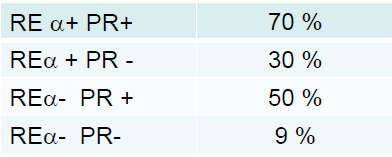 RE α+ PR+ 70 %
REα + PR - 30 %
REα- PR + 50 %
REα- PR- 9 %